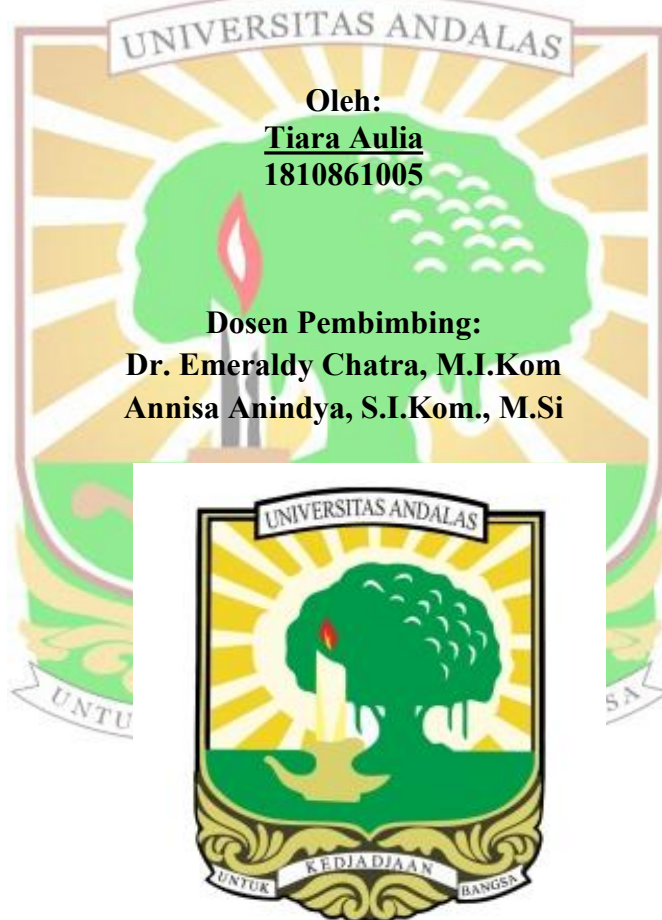 UNIVERSITAS ANDALAS
Oleh:
Tiara Aulia
1810861005
Dosen Pembimbing:
Dr. Emeraldy Chatra, M.I.Kom
Annisa Anindya, S.I.Kom., M.Si
UNIVERSITAS ANDALAS
UNTUK
KEDJADJAAN
BANGSA